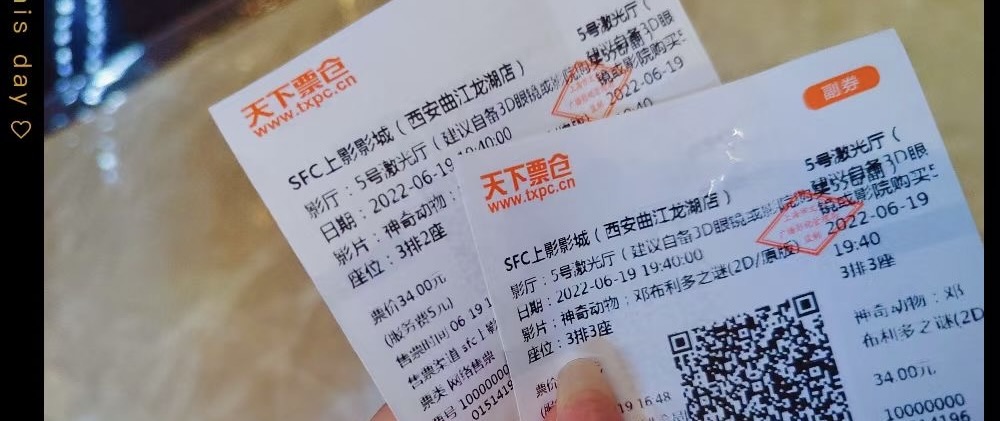 his day ♡
天下票仓
www.txpc.cn
SFC上影影城（西安曲江龙湖店）
影厅：5号激光厅（建议自备3D眼镜或影院购买
日期：2022-06-19 19:40:00
影片：神奇动物：
座位：3排2座
票价34.00元
(服务费5元)
售票时间 06-19 1
售票渠道 sfc上影
票类 网络售票
票号 10000000
0151419
5号激光厅（
建议自备3D眼
镜或影院购买
2022-06-19
天下票仓
www.txpc.cn
SFC上影影城（西安曲江龙湖店）
影厅：5号激光厅（建议自备3D眼镜或影院购买
日期：2022-06-19 19:40:00
影片：神奇动物：邓布利多之谜(2D/原版)
座位：3排3座
票价
19 16:48
副券
5号激光厅（
建议自备3D眼
镜或影院购买
2022-06-19
19:40
3排3座
神奇动物：邓
布利多之谜(2D
34.00元
10000000